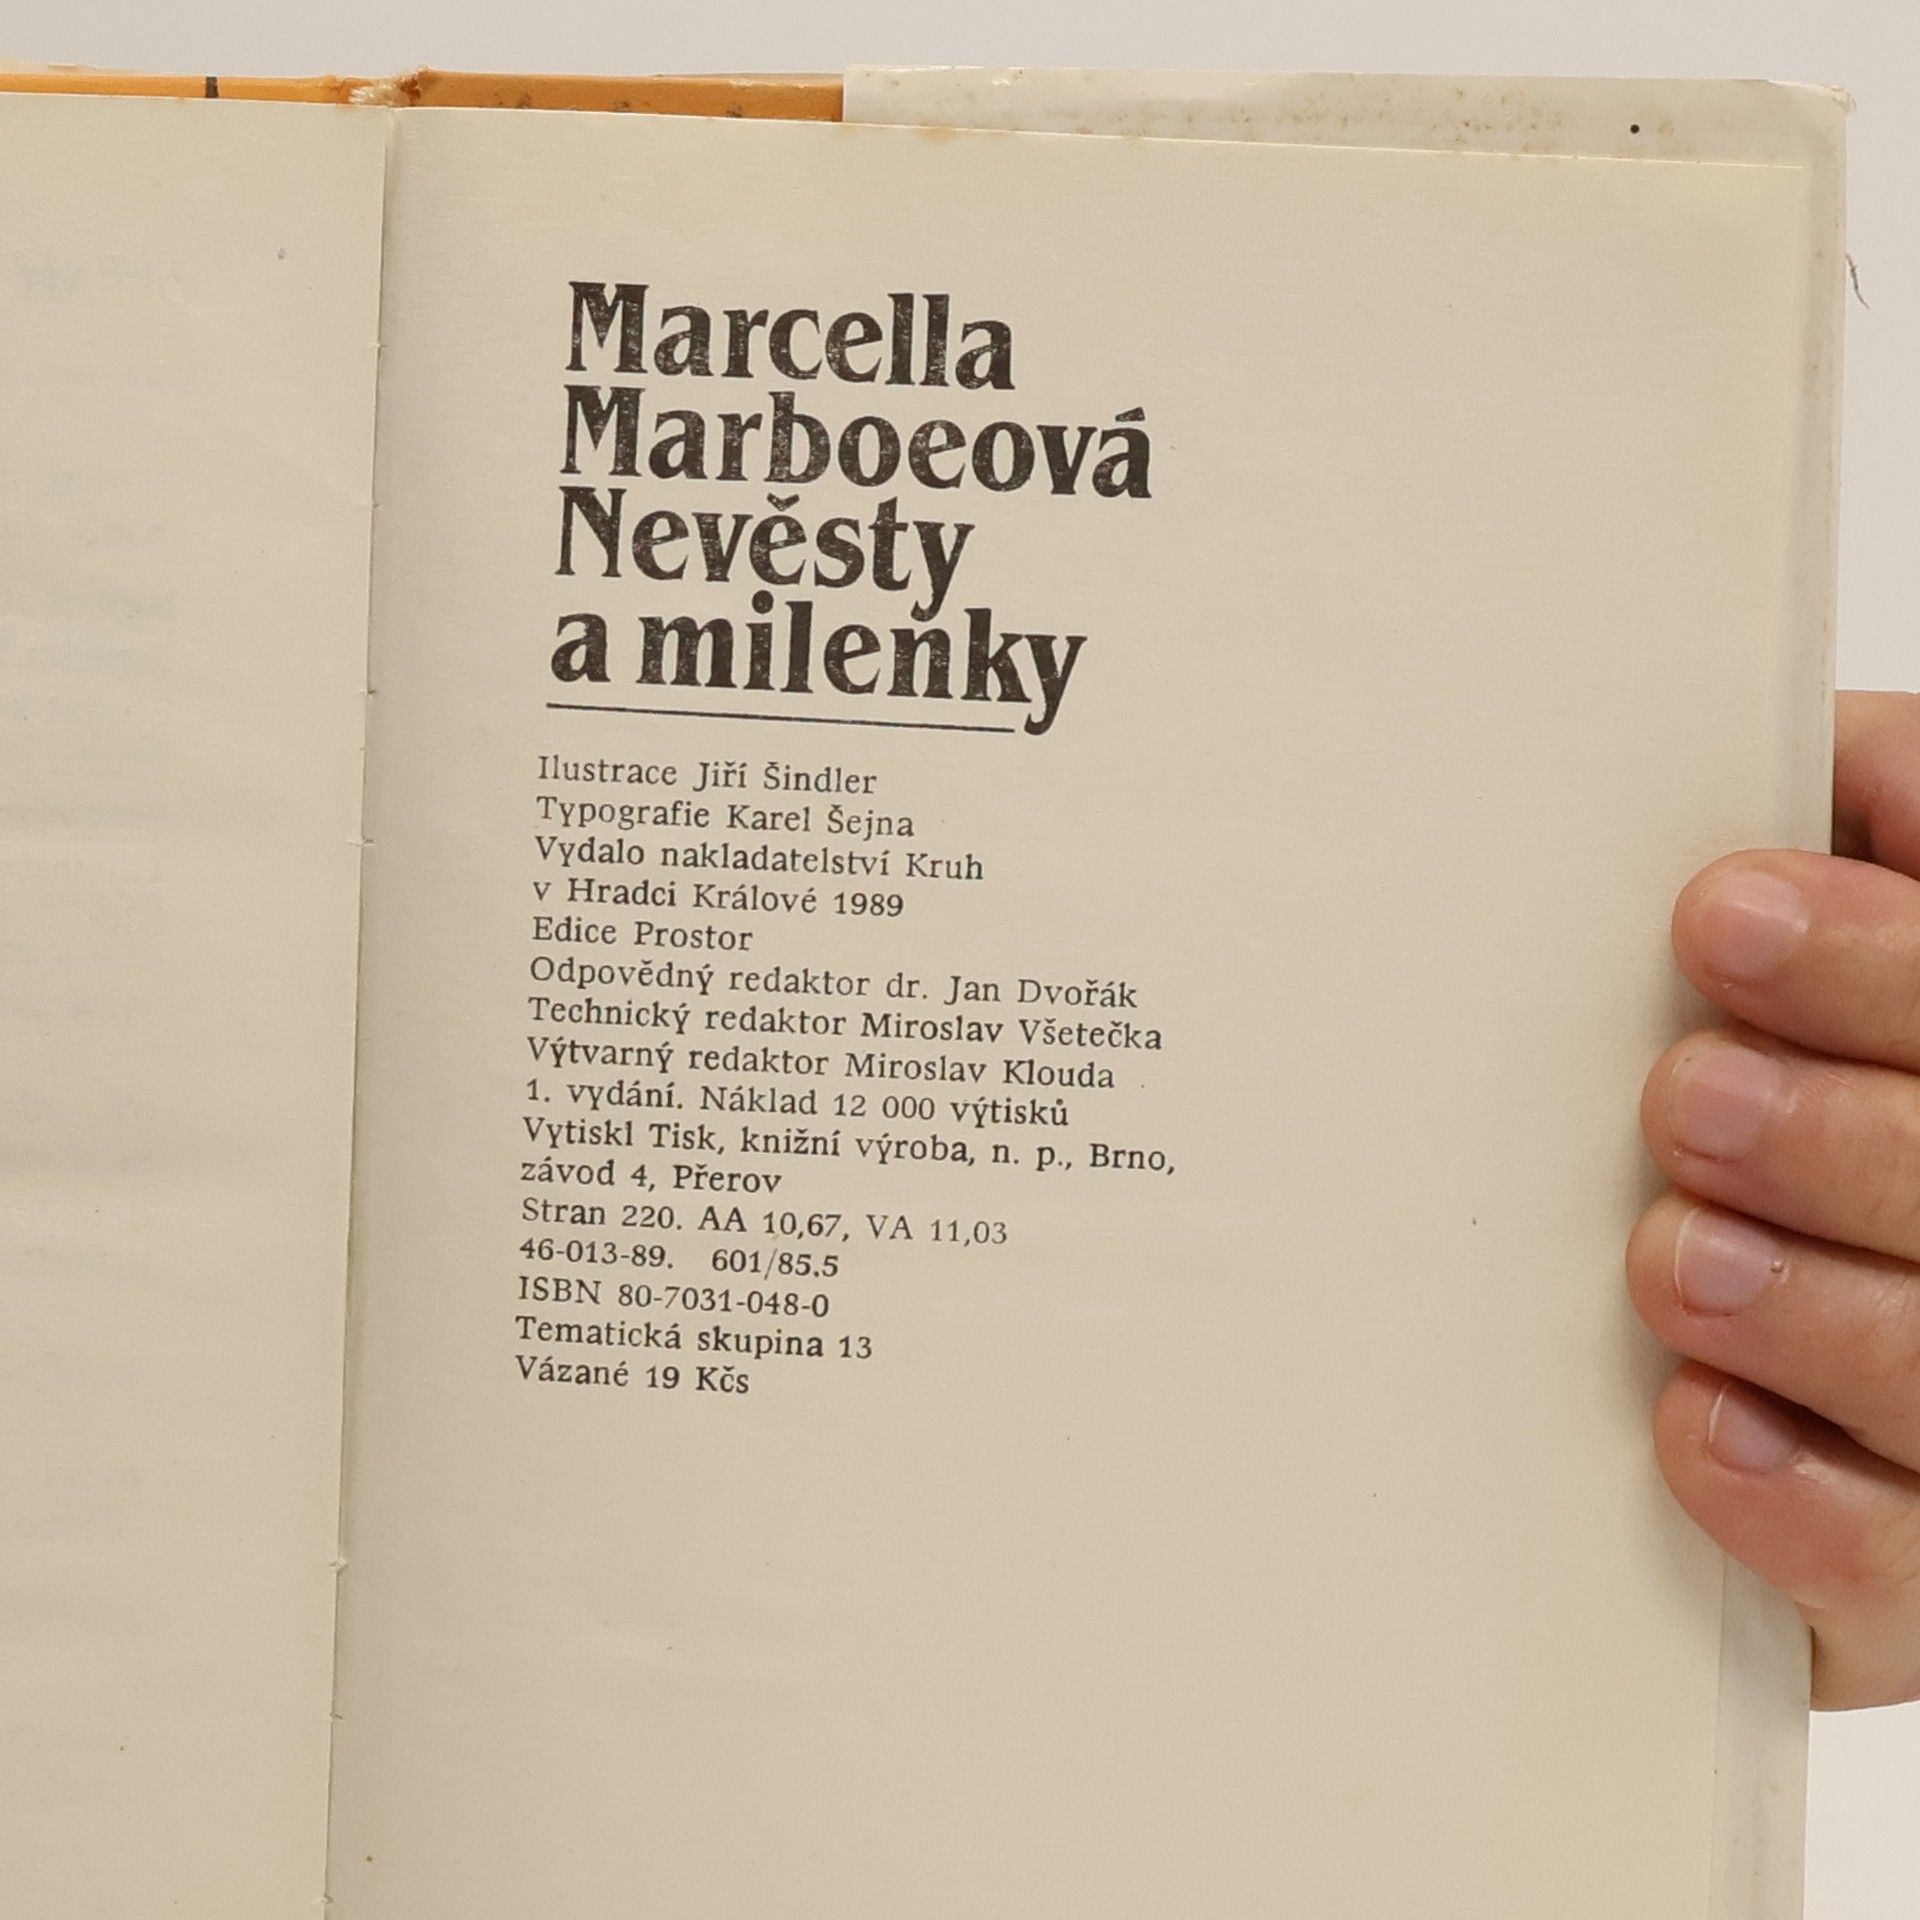 Marcella
Marboeová
Nevěsty
a milenky
Ilustrace Jiří Šindler
Typografie Karel Šejna
Vydalo nakladatelství Kruh
v Hradci Králové 1989
Edice Prostor
Odpovědný redaktor dr. Jan Dvořák
Technický redaktor Miroslav Všetečka
Výtvarný redaktor Miroslav Klouda
1. vydání. Náklad 12 000 výtisků
Vytiskl Tisk, knižní výroba, n. p., Brno,
závod 4, Přerov
Stran 220. AA 10,67, VA 11,03
46-013-89. 601/85.5
ISBN 80-7031-048-0
Tematická skupina 13
Vázané 19 Kčs